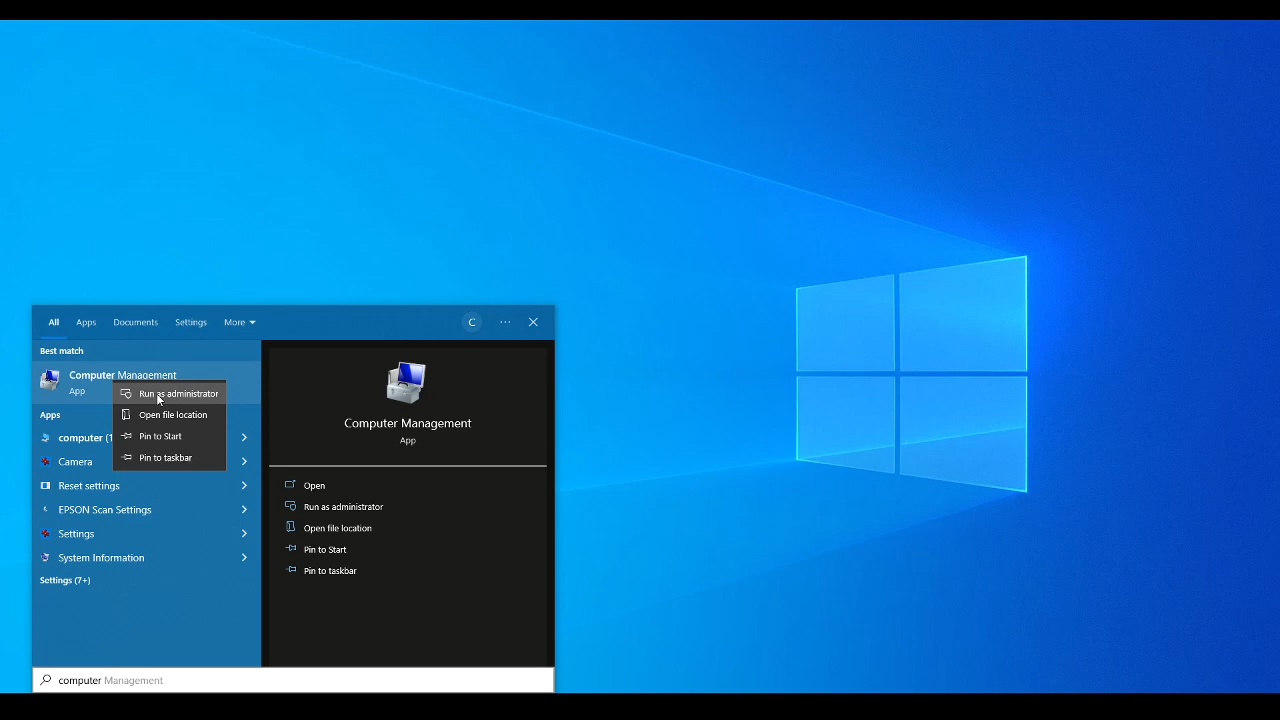 All Apps Documents Settings More C ...
Best match
Computer Management
App
Run as administrator
Open file location
Pin to Start
Pin to taskbar
Apps
computer (1
Camera
Reset settings
EPSON Scan Settings
Settings
System Information
Settings (7+)
Computer Management
App
Open
Run as administrator
Open file location
Pin to Start
Pin to taskbar
computer Management